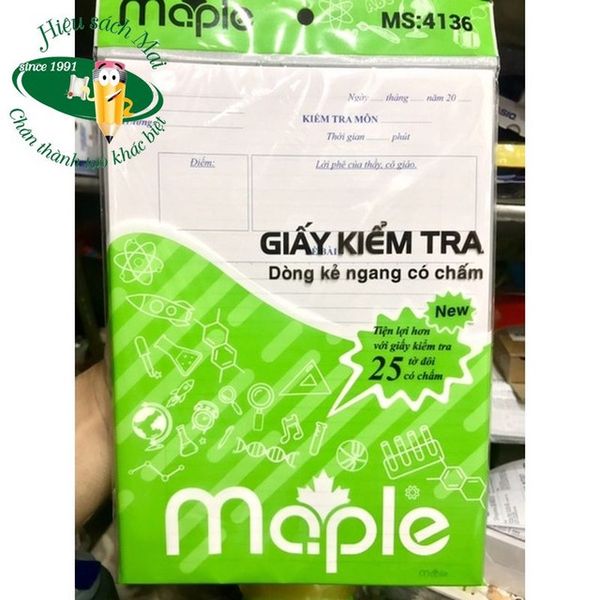 maple
MS:4136
Hiệu sách Mai
since 1991
Chân thành tạo khác biệt
Ngày ..... tháng ..... năm 20 .....
KIỂM TRA MÔN
Thời gian ..... phút
Điểm:
Lời phê của thầy, cô giáo.
GIẤY KIỂM TRA
Dòng kẻ ngang có chấm
New
Tiện lợi hơn
với giấy kiểm tra
25 tờ đôi
có chấm
maple
maple